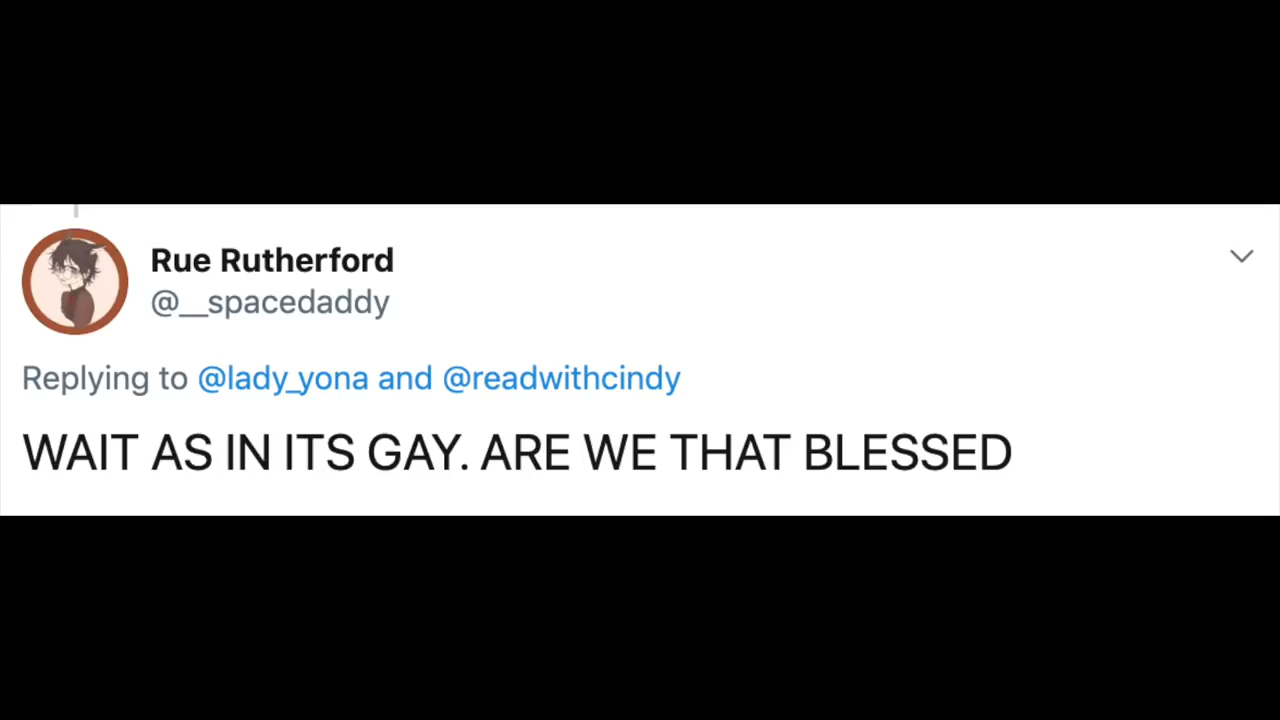 Rue Rutherford
@__spacedaddy
Replying to @lady_yona and @readwithcindy
WAIT AS IN ITS GAY. ARE WE THAT BLESSED